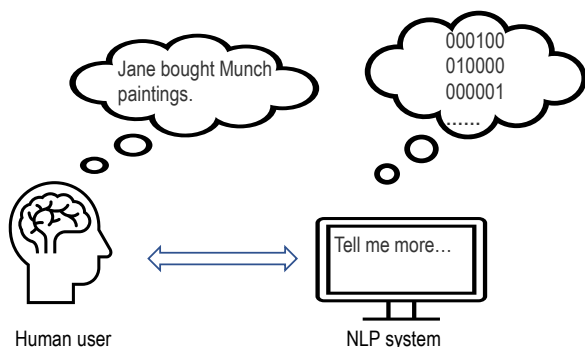 Jane bought Munch
paintings.
000100
010000
000001
......
Tell me more…
Human user
NLP system